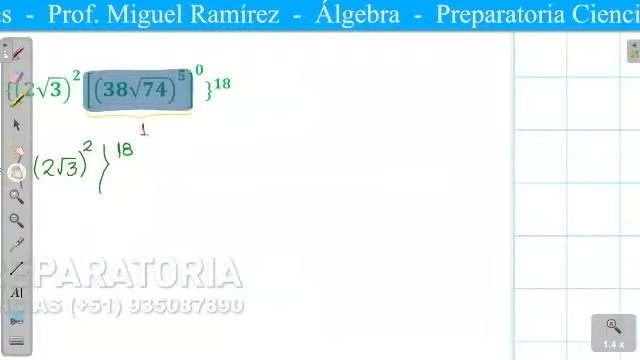 s - Prof. Miguel Ramírez - Álgebra - Preparatoria Cienci
{(2√3)² [(38√74)⁵]⁰}¹⁸
1
(2√3)² }¹⁸
PARATORIA
AS (+51) 935087890
A|
1.4 x